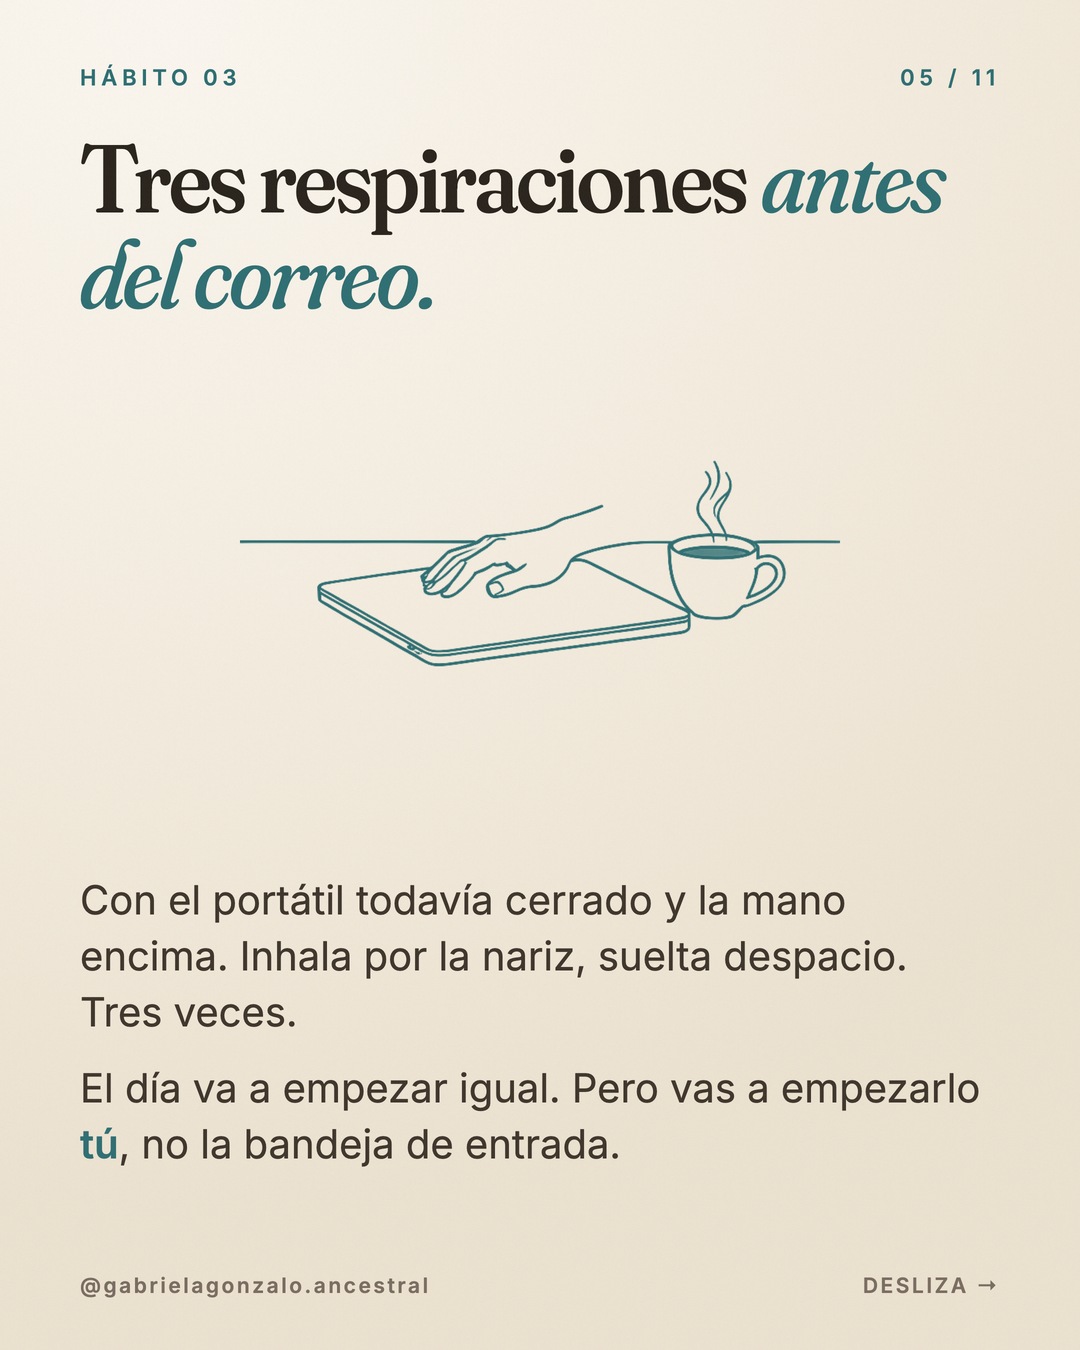 HÁBITO 03
05 / 11
Tres respiraciones antes
del correo.
Con el portátil todavía cerrado y la mano
encima. Inhala por la nariz, suelta despacio.
Tres veces.
El día va a empezar igual. Pero vas a empezarlo
tú, no la bandeja de entrada.
@gabrielagonzalo.ancestral
DESLIZA →